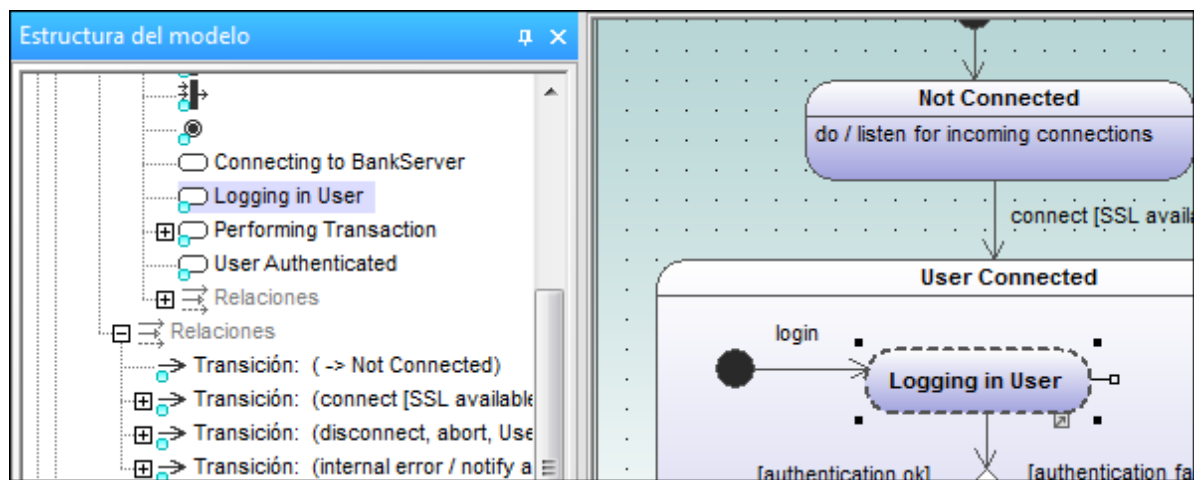 Estructura del modelo
Connecting to BankServer
Logging in User
Performing Transaction
User Authenticated
Relaciones
Relaciones
Transición: ( -> Not Connected)
Transición: (connect [SSL available
Transición: (disconnect, abort, Use
Transición: (internal error / notify a
Not Connected
do / listen for incoming connections
connect [SSL availa
User Connected
login
Logging in User
[authentication ok]
[authentication fa